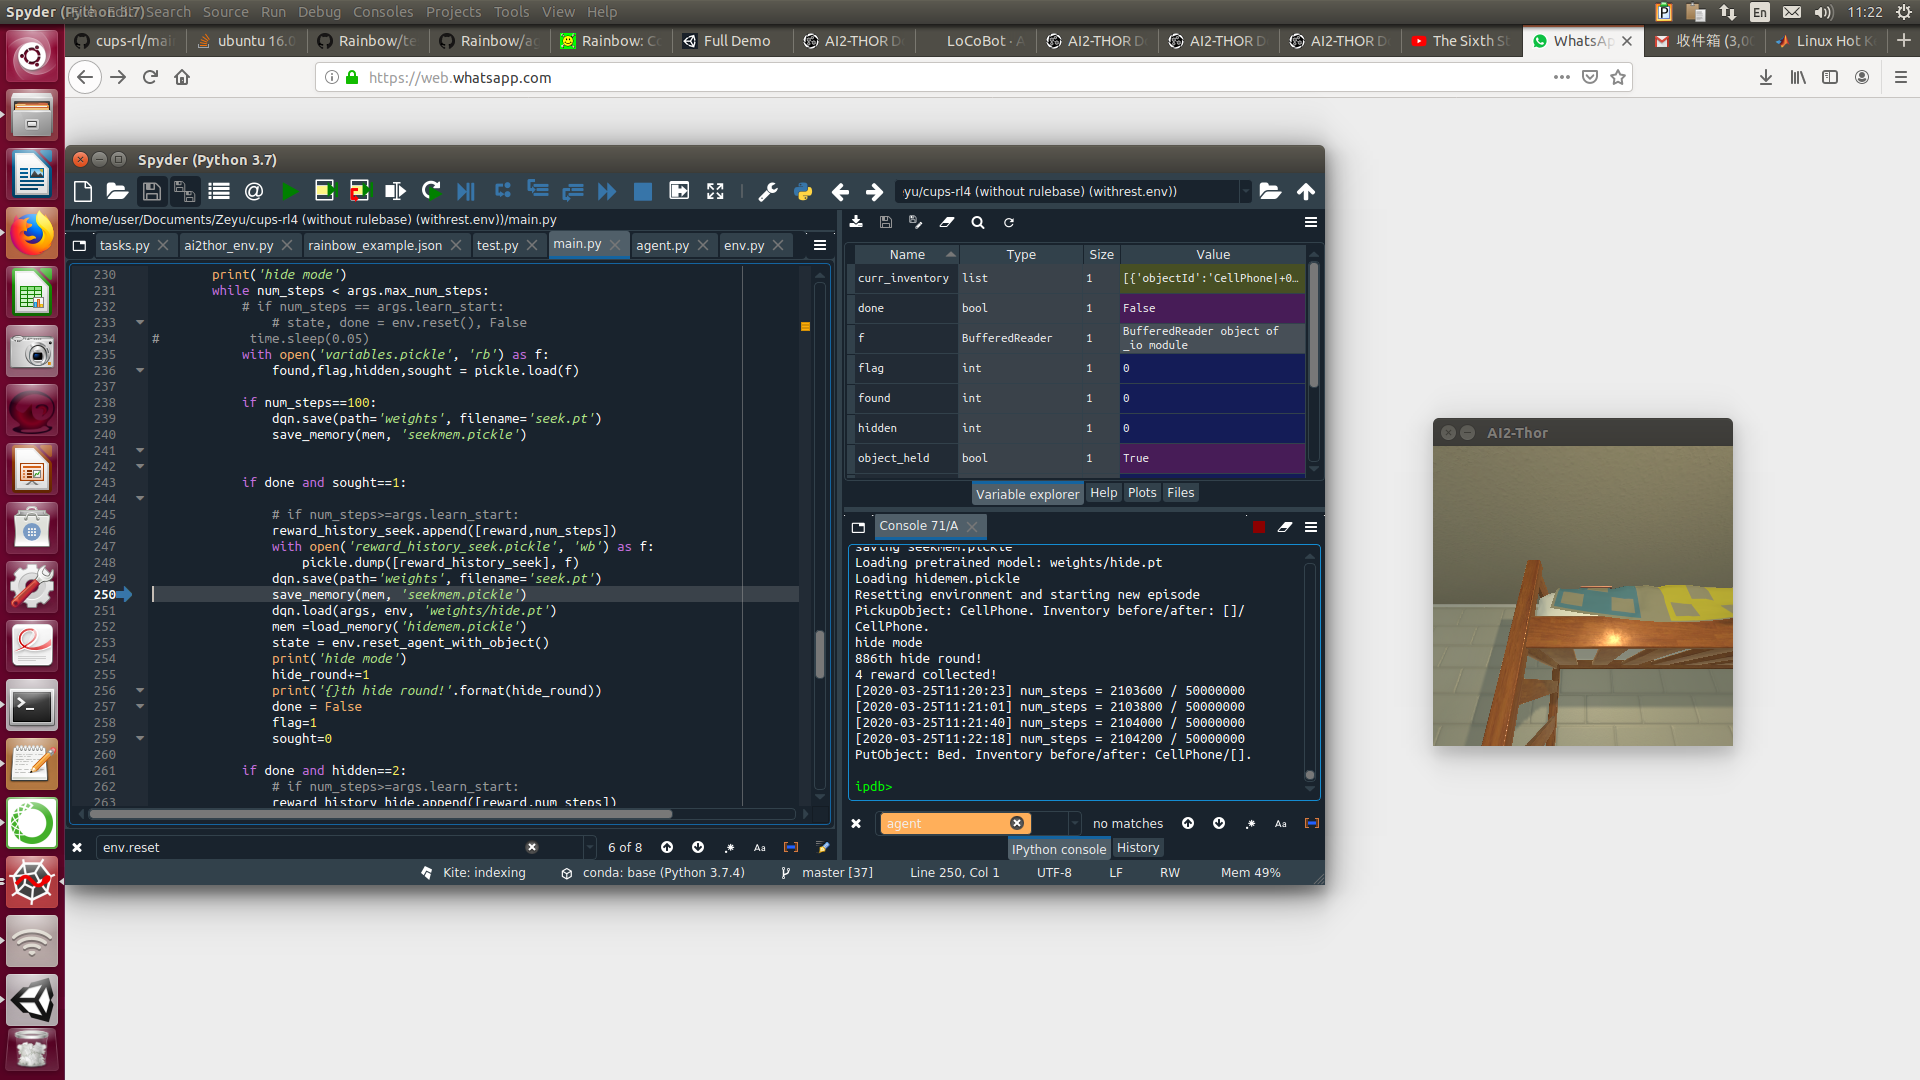 Spyder (Python 3.7)
Search Source Run Debug Consoles Projects Tools View Help
En
11:22
cups-rl/mai
ubuntu 16.0
Rainbow/te
Rainbow/ag
Rainbow: Co
Full Demo
AI2-THOR D
LoCoBot · A
AI2-THOR D
AI2-THOR D
AI2-THOR D
The Sixth S
WhatsAp
收件箱 (3,00
Linux Hot K
https://web.whatsapp.com
Spyder (Python 3.7)
eyu/cups-rl4 (without rulebase) (withrest.env))
/home/user/Documents/Zeyu/cups-rl4 (without rulebase) (withrest.env))/main.py
tasks.py
ai2thor_env.py
rainbow_example.json
test.py
main.py
agent.py
env.py
230 print('hide mode')
231 while num_steps < args.max_num_steps:
232 # if num_steps == args.learn_start:
233 # state, done = env.reset(), False
234 # time.sleep(0.05)
235 with open('variables.pickle', 'rb') as f:
236 found,flag,hidden,sought = pickle.load(f)
237
238 if num_steps==100:
239 dqn.save(path='weights', filename='seek.pt')
240 save_memory(mem, 'seekmem.pickle')
241
242
243 if done and sought==1:
244
245 # if num_steps>=args.learn_start:
246 reward_history_seek.append([reward,num_steps])
247 with open('reward_history_seek.pickle', 'wb') as f:
248 pickle.dump([reward_history_seek], f)
249 dqn.save(path='weights', filename='seek.pt')
250 save_memory(mem, 'seekmem.pickle')
251 dqn.load(args, env, 'weights/hide.pt')
252 mem =load_memory('hidemem.pickle')
253 state = env.reset_agent_with_object()
254 print('hide mode')
255 hide_round+=1
256 print('{}th hide round!'.format(hide_round))
257 done = False
258 flag=1
259 sought=0
260
261 if done and hidden==2:
262 # if num_steps>=args.learn_start:
263 reward_history_hide.append([reward,num_steps])
env.reset
6 of 8
Aa
Name Type Size Value
curr_inventory list 1 [{'objectId':'CellPhone|+0…
done bool 1 False
f BufferedReader 1 BufferedReader object of
_io module
flag int 1 0
found int 1 0
hidden int 1 0
object_held bool 1 True
Variable explorer Help Plots Files
Console 71/A
saving seekmem.pickle
Loading pretrained model: weights/hide.pt
Loading hidemem.pickle
Resetting environment and starting new episode
PickupObject: CellPhone. Inventory before/after: []/
CellPhone.
hide mode
886th hide round!
4 reward collected!
[2020-03-25T11:20:23] num_steps = 2103600 / 50000000
[2020-03-25T11:21:01] num_steps = 2103800 / 50000000
[2020-03-25T11:21:40] num_steps = 2104000 / 50000000
[2020-03-25T11:22:18] num_steps = 2104200 / 50000000
PutObject: Bed. Inventory before/after: CellPhone/[].
ipdb>
agent
no matches
Aa
IPython console History
Kite: indexing
conda: base (Python 3.7.4)
master [37]
Line 250, Col 1
UTF-8
LF
RW
Mem 49%
AI2-Thor